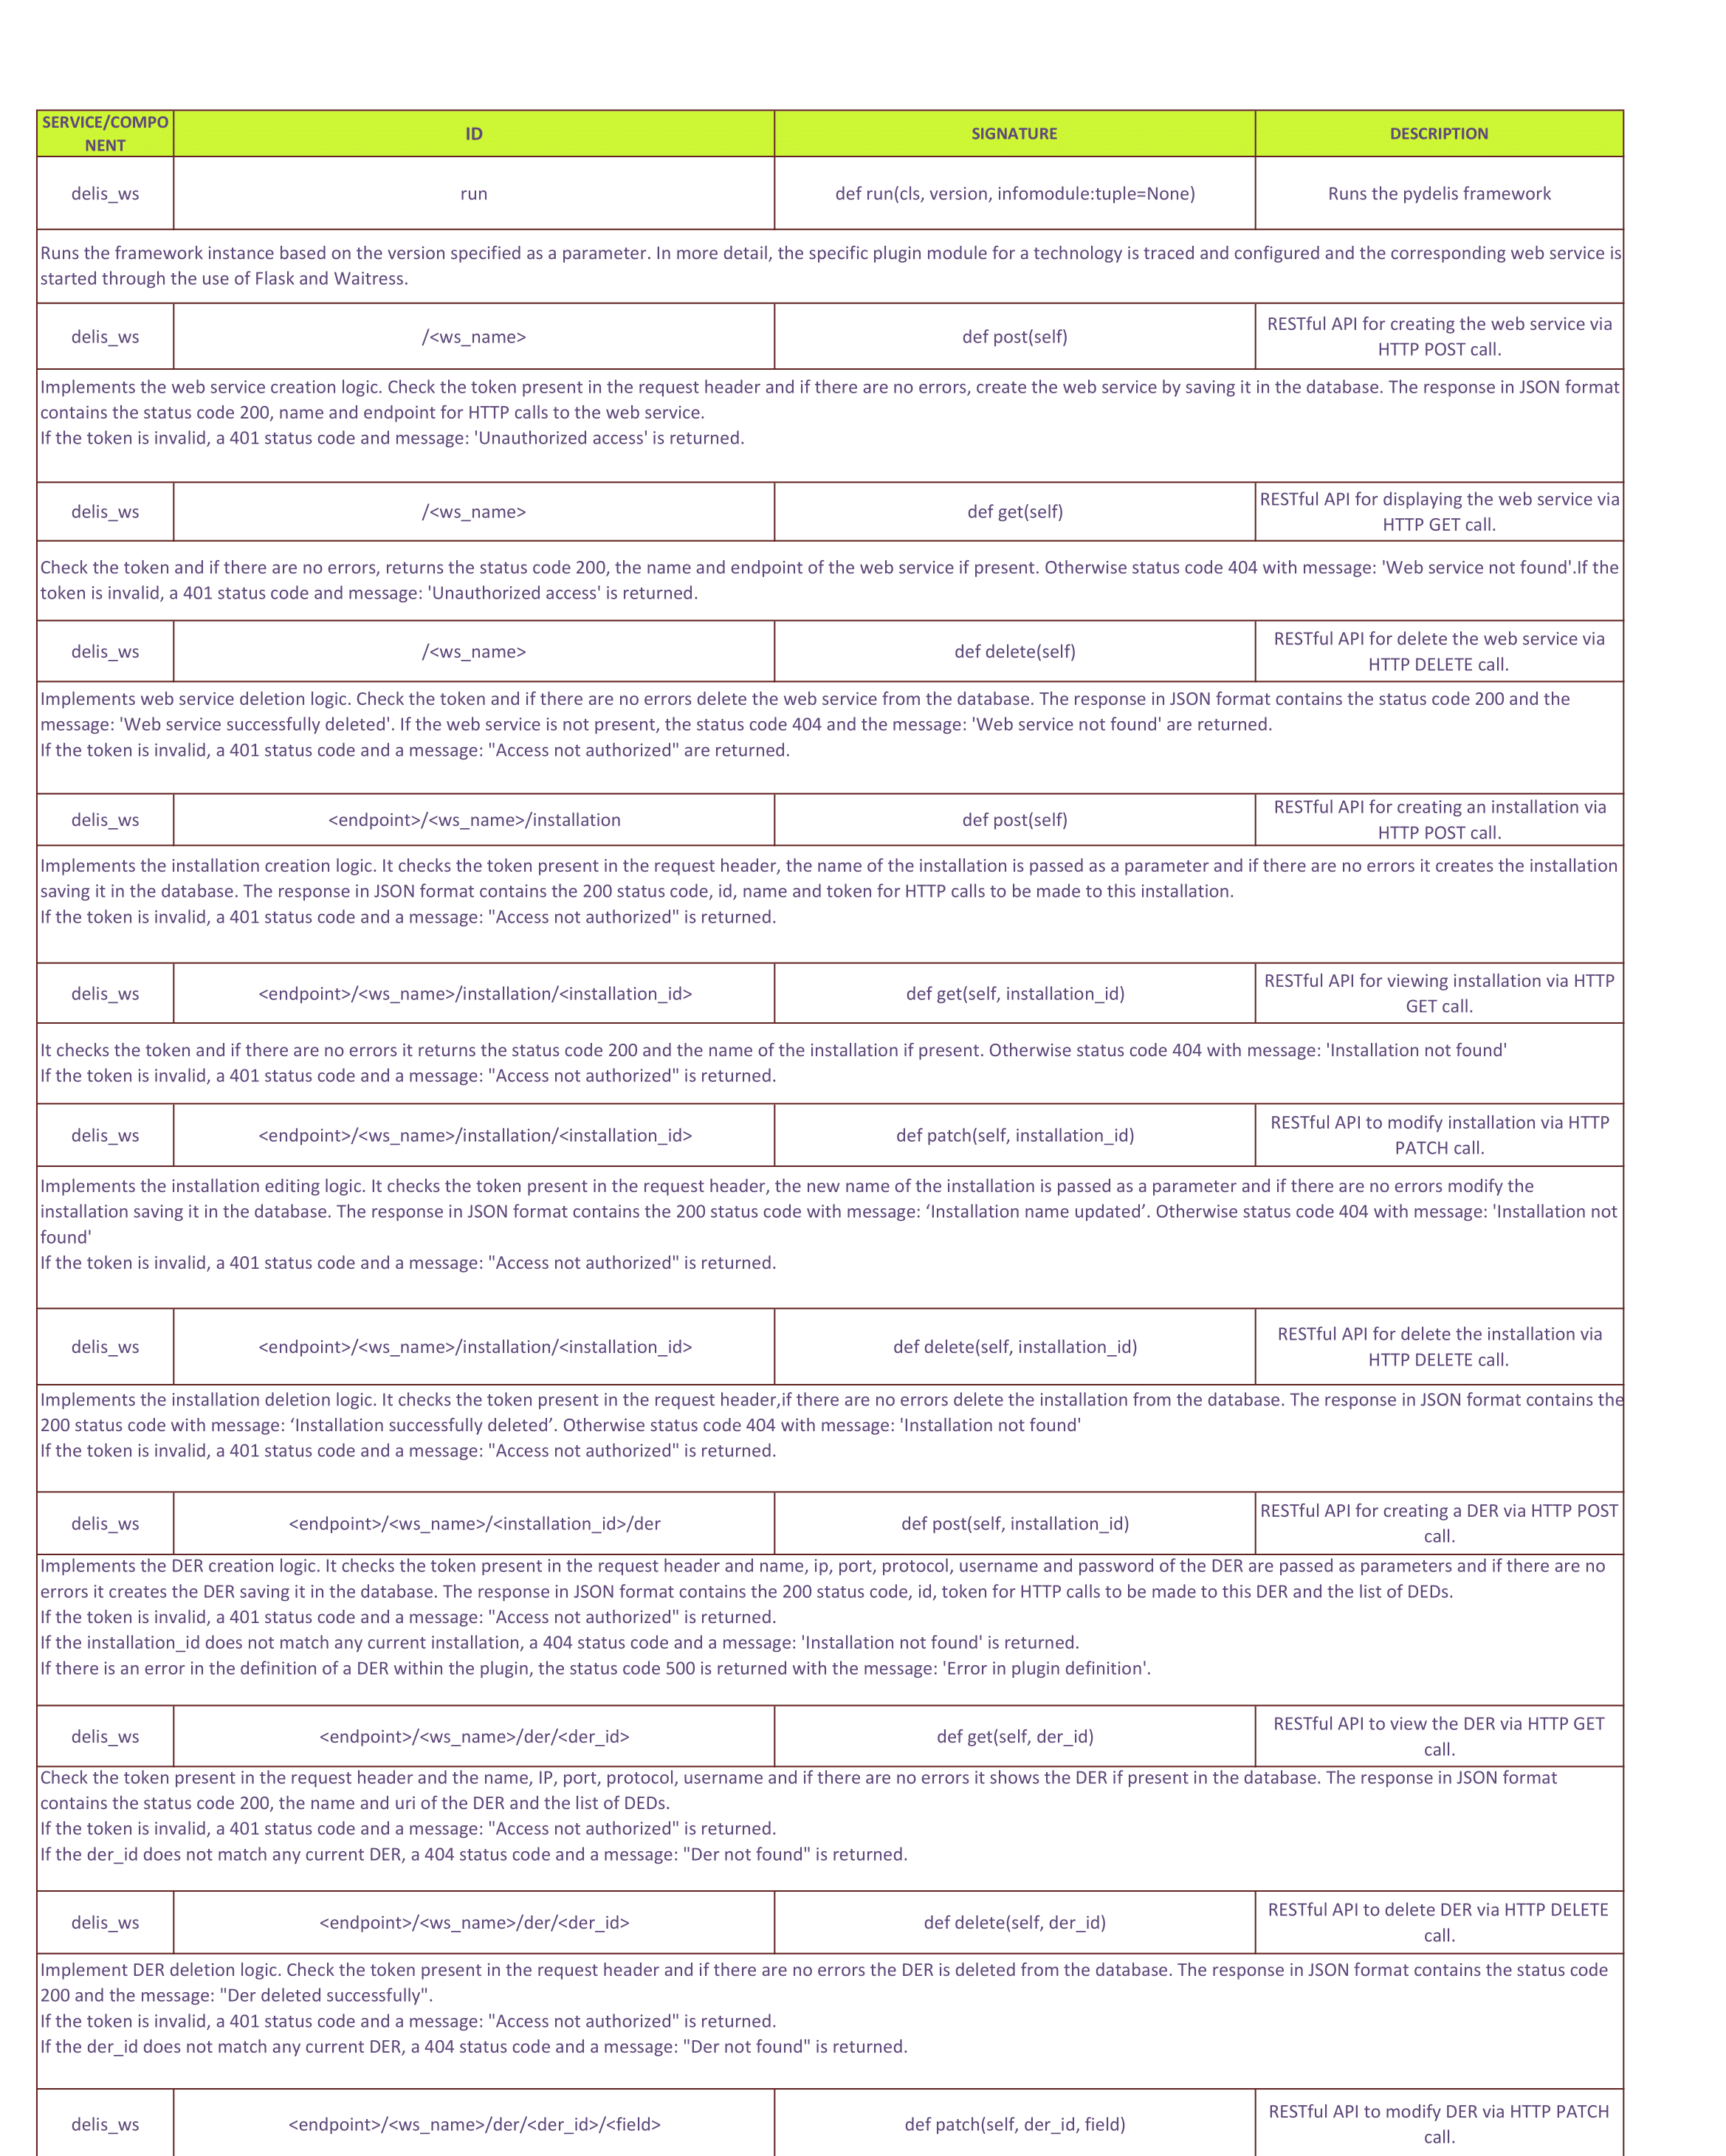 SERVICE/COMPO
NENT
ID
SIGNATURE
DESCRIPTION
delis_ws
run
def run(cls, version, infomodule:tuple=None)
Runs the pydelis framework
Runs the framework instance based on the version specified as a parameter. In more detail, the specific plugin module for a technology is traced and configured and the corresponding web service is
started through the use of Flask and Waitress.
delis_ws
/<ws_name>
def post(self)
RESTful API for creating the web service via
HTTP POST call.
Implements the web service creation logic. Check the token present in the request header and if there are no errors, create the web service by saving it in the database. The response in JSON format
contains the status code 200, name and endpoint for HTTP calls to the web service.
If the token is invalid, a 401 status code and message: 'Unauthorized access' is returned.
delis_ws
/<ws_name>
def get(self)
RESTful API for displaying the web service via
HTTP GET call.
Check the token and if there are no errors, returns the status code 200, the name and endpoint of the web service if present. Otherwise status code 404 with message: 'Web service not found'.If the
token is invalid, a 401 status code and message: 'Unauthorized access' is returned.
delis_ws
/<ws_name>
def delete(self)
RESTful API for delete the web service via
HTTP DELETE call.
Implements web service deletion logic. Check the token and if there are no errors delete the web service from the database. The response in JSON format contains the status code 200 and the
message: 'Web service successfully deleted'. If the web service is not present, the status code 404 and the message: 'Web service not found' are returned.
If the token is invalid, a 401 status code and a message: "Access not authorized" are returned.
delis_ws
<endpoint>/<ws_name>/installation
def post(self)
RESTful API for creating an installation via
HTTP POST call.
Implements the installation creation logic. It checks the token present in the request header, the name of the installation is passed as a parameter and if there are no errors it creates the installation
saving it in the database. The response in JSON format contains the 200 status code, id, name and token for HTTP calls to be made to this installation.
If the token is invalid, a 401 status code and a message: "Access not authorized" is returned.
delis_ws
<endpoint>/<ws_name>/installation/<installation_id>
def get(self, installation_id)
RESTful API for viewing installation via HTTP
GET call.
It checks the token and if there are no errors it returns the status code 200 and the name of the installation if present. Otherwise status code 404 with message: 'Installation not found'
If the token is invalid, a 401 status code and a message: "Access not authorized" is returned.
delis_ws
<endpoint>/<ws_name>/installation/<installation_id>
def patch(self, installation_id)
RESTful API to modify installation via HTTP
PATCH call.
Implements the installation editing logic. It checks the token present in the request header, the new name of the installation is passed as a parameter and if there are no errors modify the
installation saving it in the database. The response in JSON format contains the 200 status code with message: ‘Installation name updated’. Otherwise status code 404 with message: 'Installation not
found'
If the token is invalid, a 401 status code and a message: "Access not authorized" is returned.
delis_ws
<endpoint>/<ws_name>/installation/<installation_id>
def delete(self, installation_id)
RESTful API for delete the installation via
HTTP DELETE call.
Implements the installation deletion logic. It checks the token present in the request header,if there are no errors delete the installation from the database. The response in JSON format contains the
200 status code with message: ‘Installation successfully deleted’. Otherwise status code 404 with message: 'Installation not found'
If the token is invalid, a 401 status code and a message: "Access not authorized" is returned.
delis_ws
<endpoint>/<ws_name>/<installation_id>/der
def post(self, installation_id)
RESTful API for creating a DER via HTTP POST
call.
Implements the DER creation logic. It checks the token present in the request header and name, ip, port, protocol, username and password of the DER are passed as parameters and if there are no
errors it creates the DER saving it in the database. The response in JSON format contains the 200 status code, id, token for HTTP calls to be made to this DER and the list of DEDs.
If the token is invalid, a 401 status code and a message: "Access not authorized" is returned.
If the installation_id does not match any current installation, a 404 status code and a message: 'Installation not found' is returned.
If there is an error in the definition of a DER within the plugin, the status code 500 is returned with the message: 'Error in plugin definition'.
delis_ws
<endpoint>/<ws_name>/der/<der_id>
def get(self, der_id)
RESTful API to view the DER via HTTP GET
call.
Check the token present in the request header and the name, IP, port, protocol, username and if there are no errors it shows the DER if present in the database. The response in JSON format
contains the status code 200, the name and uri of the DER and the list of DEDs.
If the token is invalid, a 401 status code and a message: "Access not authorized" is returned.
If the der_id does not match any current DER, a 404 status code and a message: "Der not found" is returned.
delis_ws
<endpoint>/<ws_name>/der/<der_id>
def delete(self, der_id)
RESTful API to delete DER via HTTP DELETE
call.
Implement DER deletion logic. Check the token present in the request header and if there are no errors the DER is deleted from the database. The response in JSON format contains the status code
200 and the message: "Der deleted successfully".
If the token is invalid, a 401 status code and a message: "Access not authorized" is returned.
If the der_id does not match any current DER, a 404 status code and a message: "Der not found" is returned.
delis_ws
<endpoint>/<ws_name>/der/<der_id>/<field>
def patch(self, der_id, field)
RESTful API to modify DER via HTTP PATCH
call.